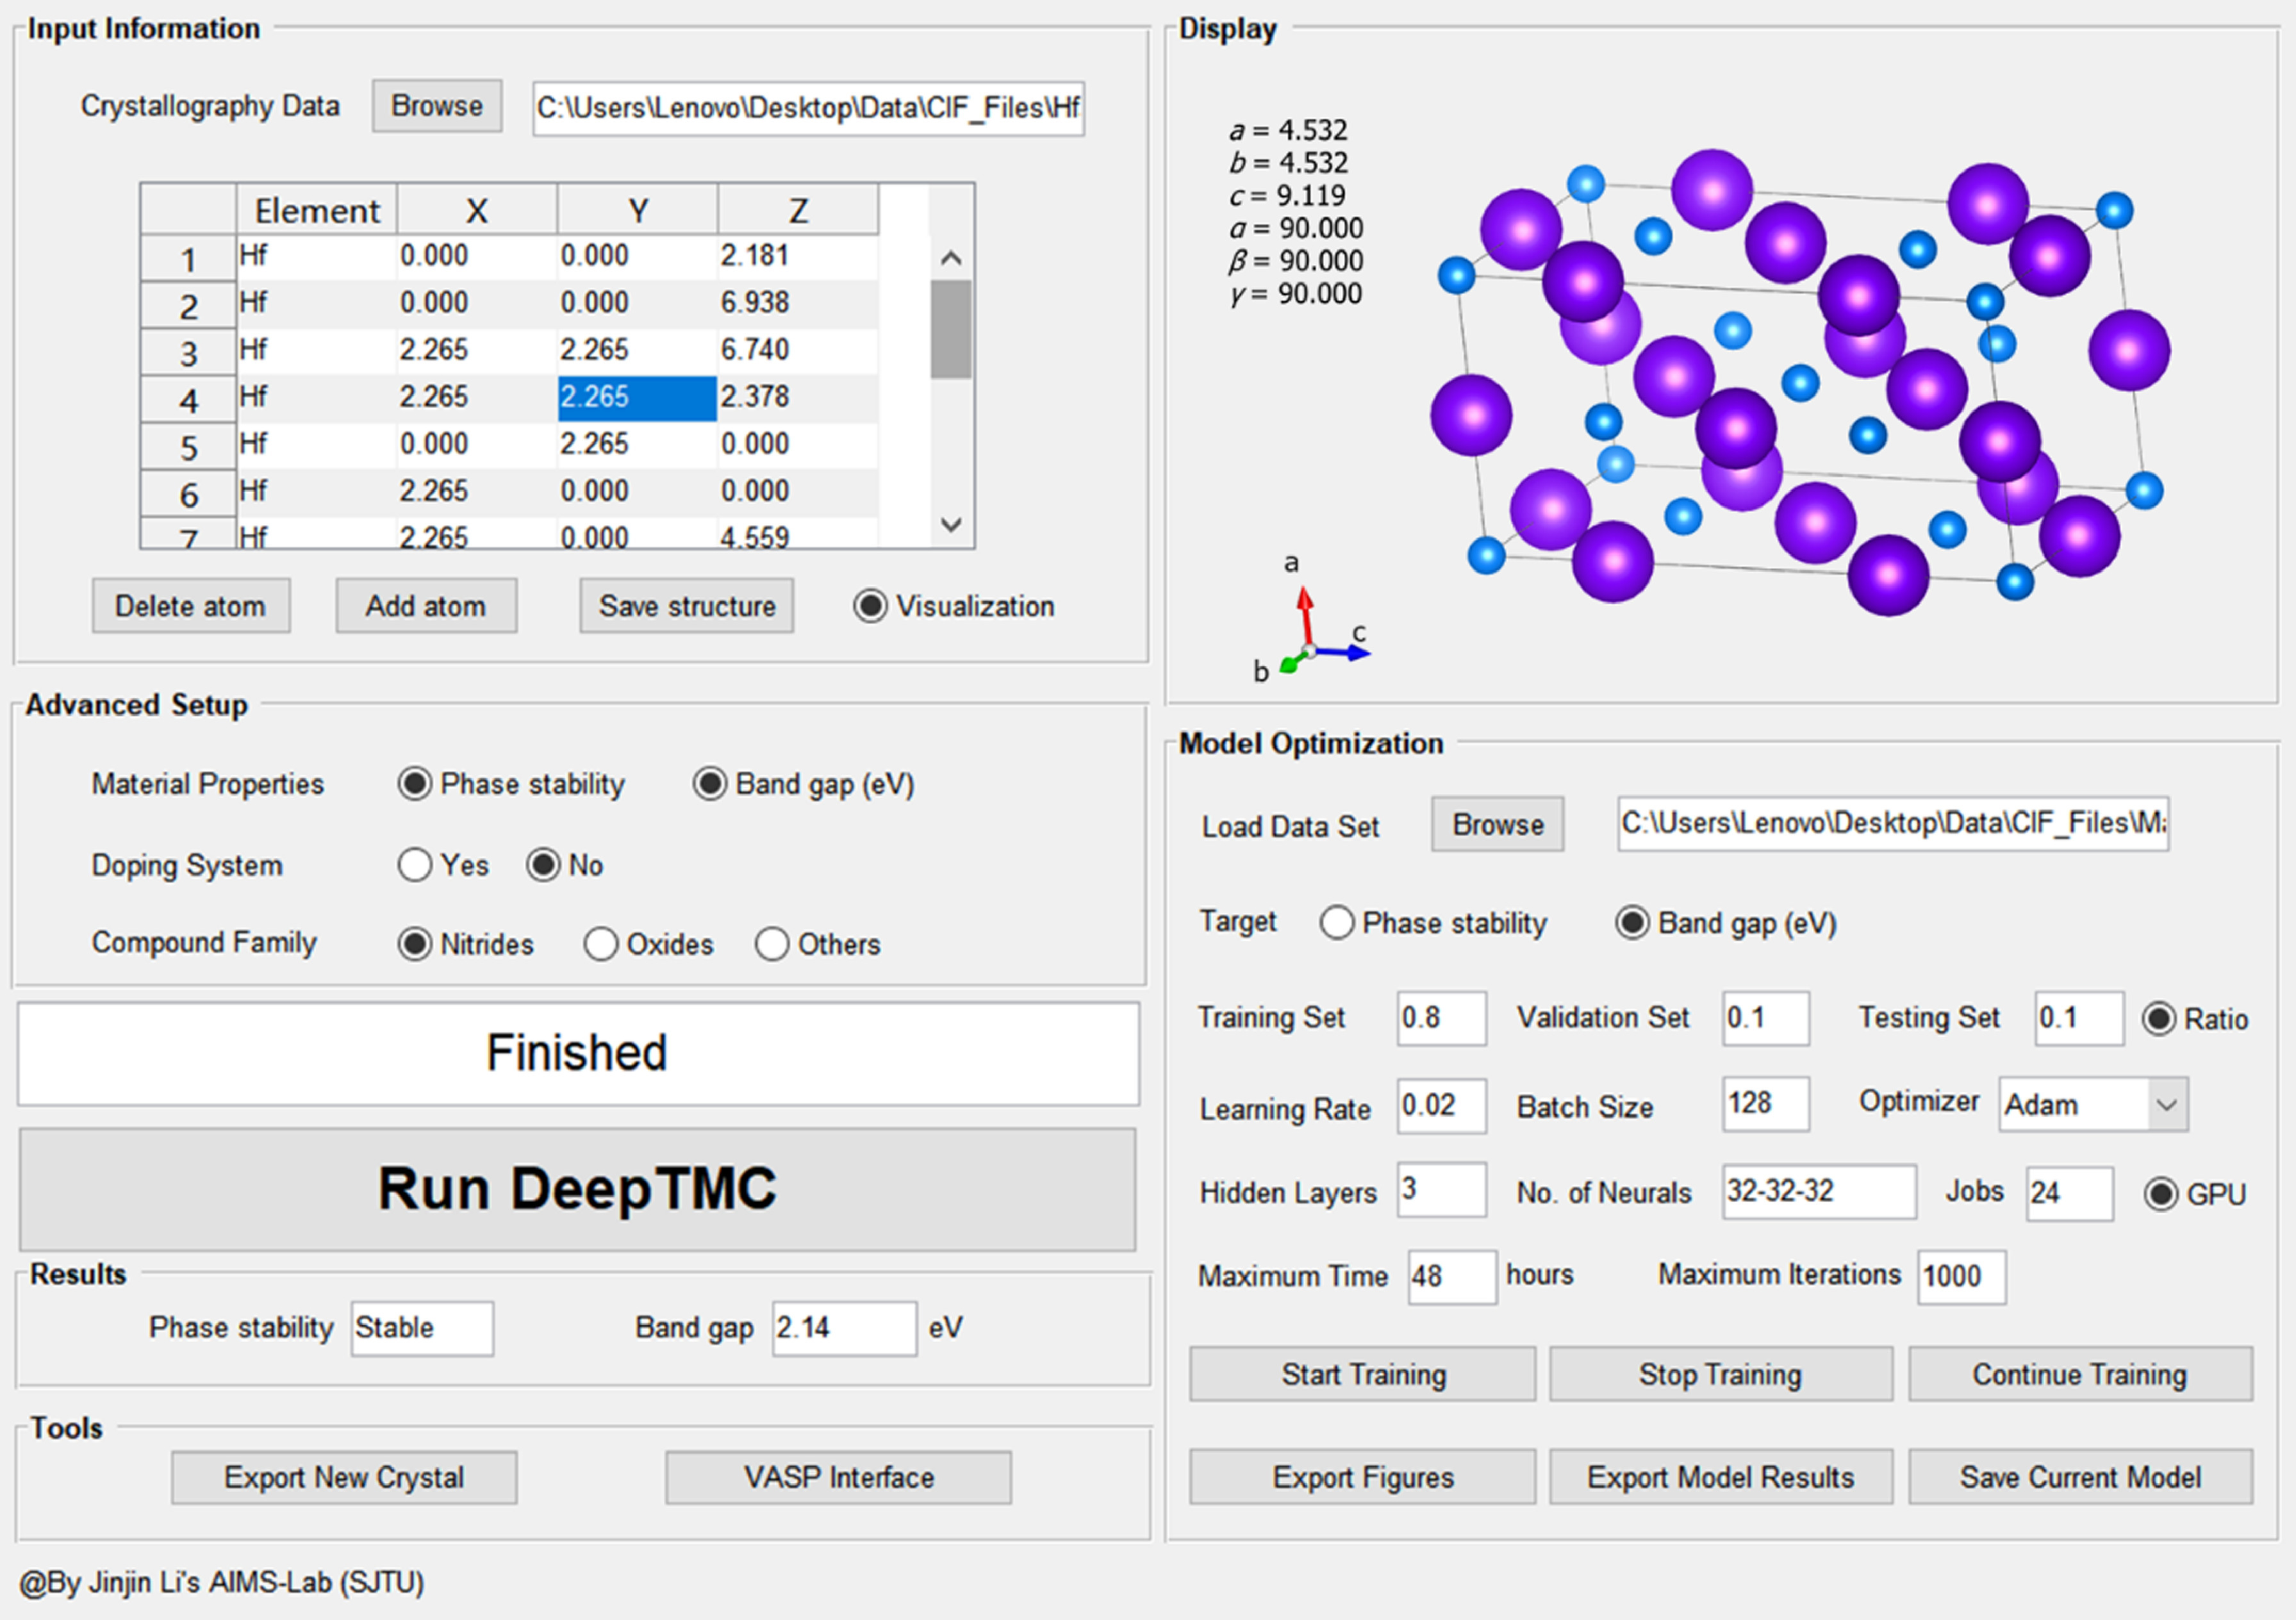 Input Information
Crystallography Data Browse C:\Users\Lenovo\Desktop\Data\CIF_Files\Hf
Element X Y Z
1 Hf 0.000 0.000 2.181
2 Hf 0.000 0.000 6.938
3 Hf 2.265 2.265 6.740
4 Hf 2.265 2.265 2.378
5 Hf 0.000 2.265 0.000
6 Hf 2.265 0.000 0.000
7 Hf 2.265 0.000 4.559
Delete atom Add atom Save structure Visualization
Advanced Setup
Material Properties Phase stability Band gap (eV)
Doping System Yes No
Compound Family Nitrides Oxides Others
Finished
Run DeepTMC
Results
Phase stability Stable Band gap 2.14 eV
Tools
Export New Crystal VASP Interface
@By Jinjin Li's AIMS-Lab (SJTU)
Display
a = 4.532
b = 4.532
c = 9.119
α = 90.000
β = 90.000
γ = 90.000
a
c
b
Model Optimization
Load Data Set Browse C:\Users\Lenovo\Desktop\Data\CIF_Files\Ma
Target Phase stability Band gap (eV)
Training Set 0.8 Validation Set 0.1 Testing Set 0.1 Ratio
Learning Rate 0.02 Batch Size 128 Optimizer Adam
Hidden Layers 3 No. of Neurals 32-32-32 Jobs 24 GPU
Maximum Time 48 hours Maximum Iterations 1000
Start Training Stop Training Continue Training
Export Figures Export Model Results Save Current Model